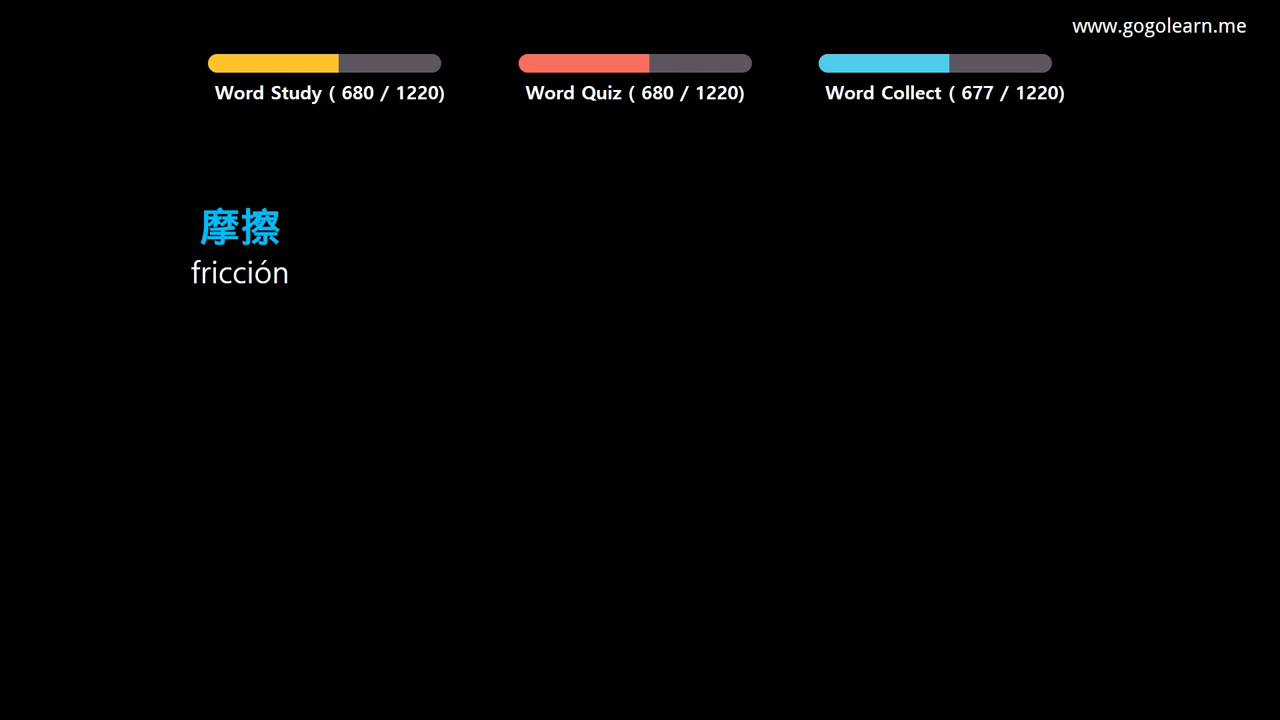 www.gogolearn.me
Word Study ( 680 / 1220)
Word Quiz ( 680 / 1220)
Word Collect ( 677 / 1220)
摩擦
fricción